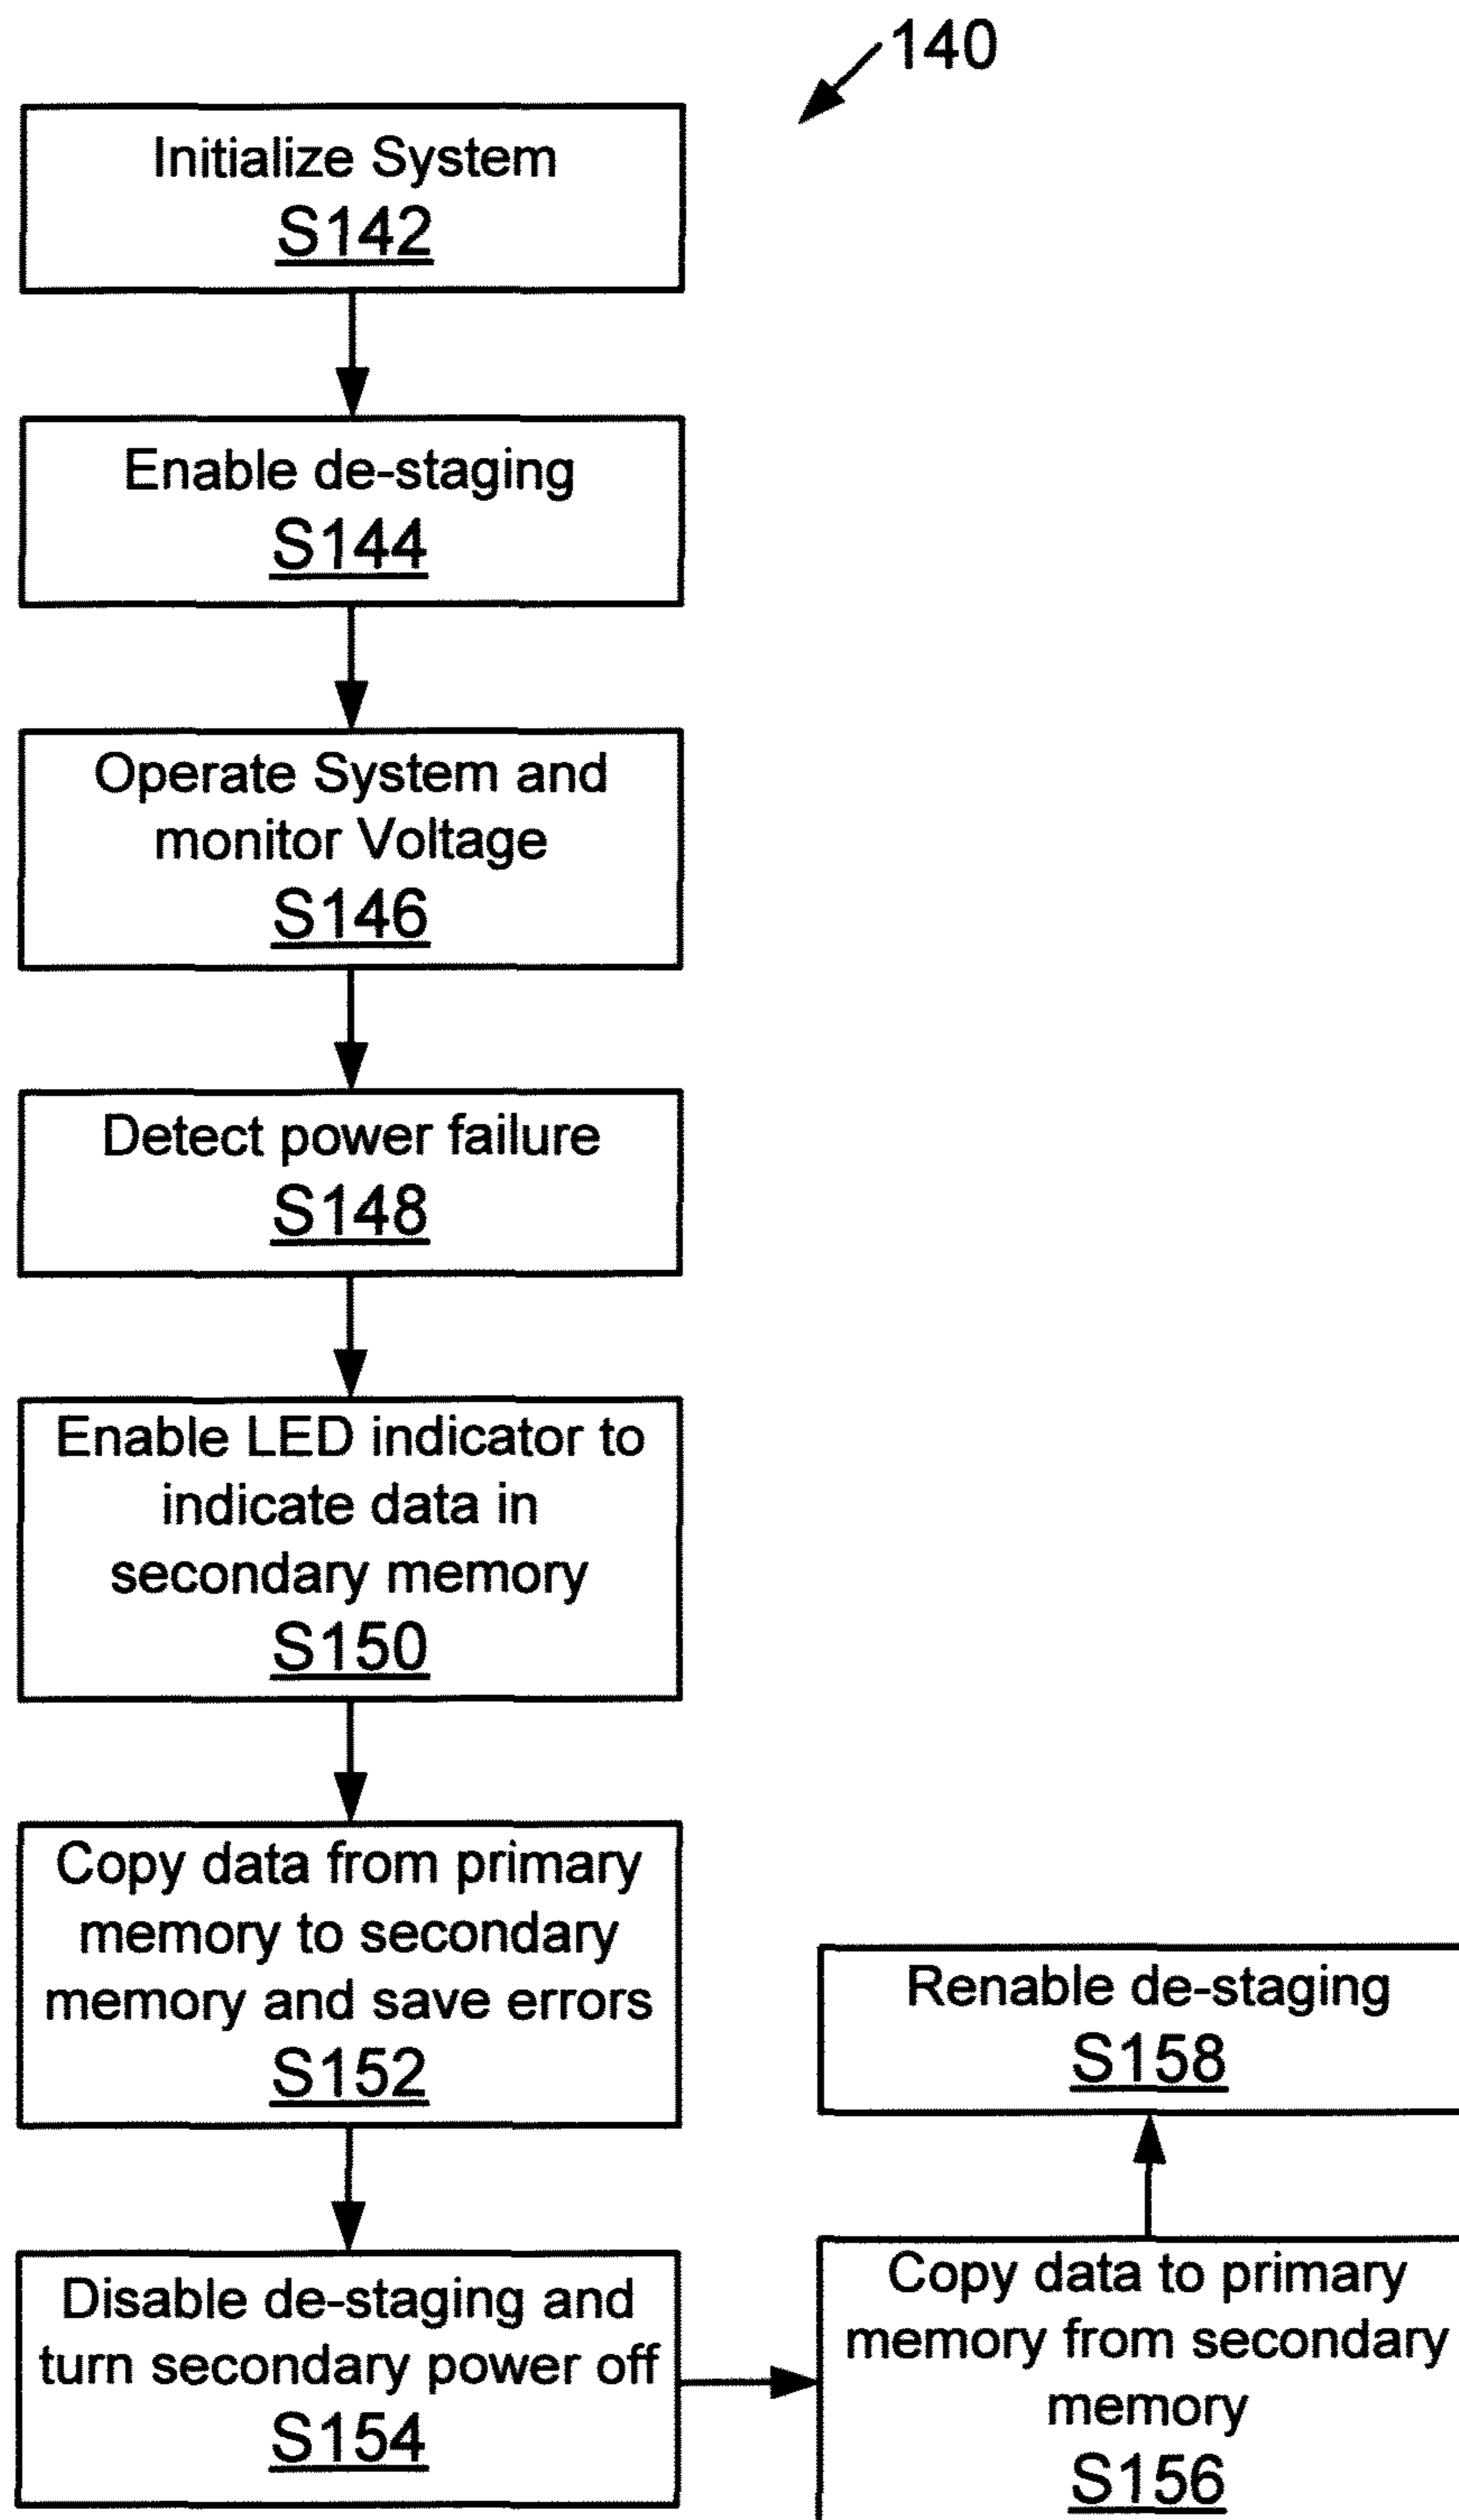 140
Initialize System
S142
Enable de-staging
S144
Operate System and
monitor Voltage
S146
Detect power failure
S148
Enable LED indicator to
indicate data in
secondary memory
S150
Copy data from primary
memory to secondary
memory and save errors
S152
Disable de-staging and
turn secondary power off
S154
Copy data to primary
memory from secondary
memory
S156
Renable de-staging
S158